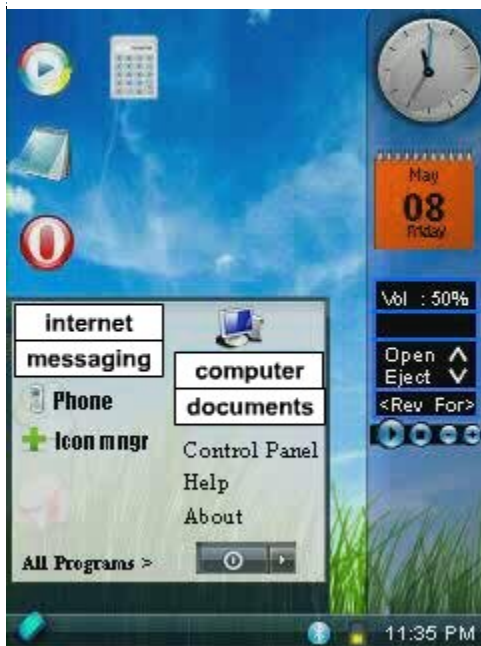 May
08
Friday
Vol : 50%
Open
Eject
<Rev For>
internet
messaging
Phone
Icon mngr
All Programs >
computer
documents
Control Panel
Help
About
11:35 PM